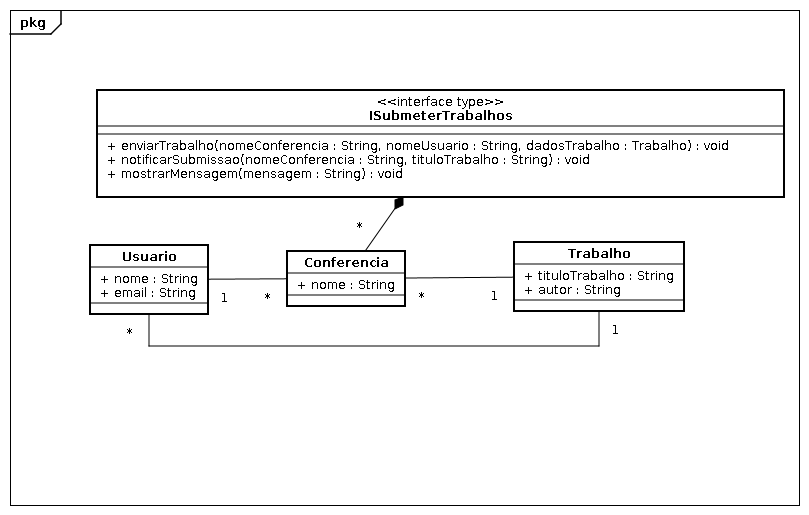 pkg
<<interface type>>
ISubmeterTrabalhos
+ enviarTrabalho(nomeConferencia : String, nomeUsuario : String, dadosTrabalho : Trabalho) : void
+ notificarSubmissao(nomeConferencia : String, tituloTrabalho : String) : void
+ mostrarMensagem(mensagem : String) : void
*
Usuario
+ nome : String
+ email : String
1
*
Conferencia
+ nome : String
*
1
Trabalho
+ tituloTrabalho : String
+ autor : String
*
1